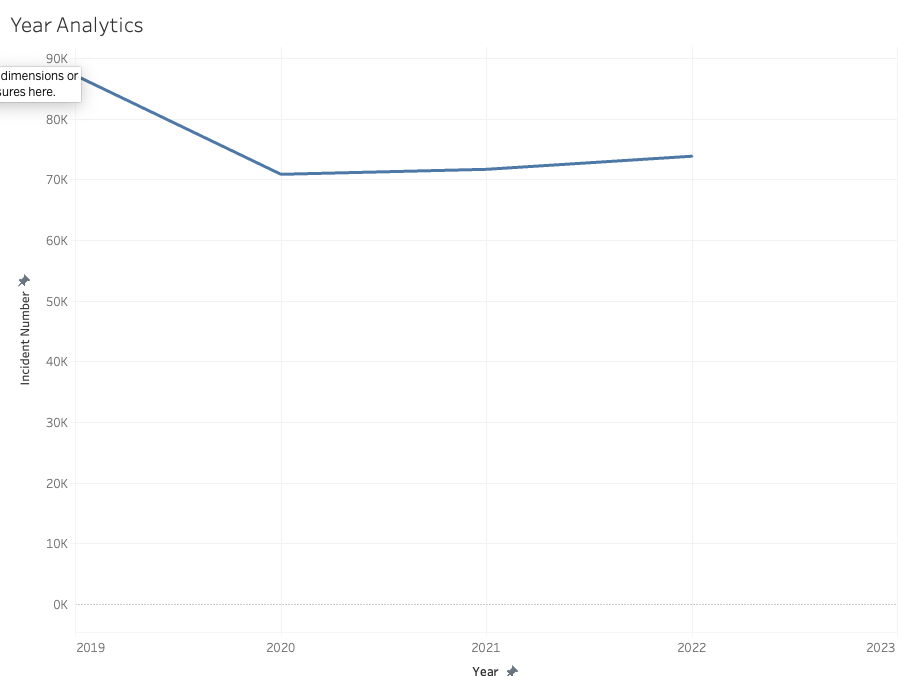 Year Analytics
90K
dimensions or
sures here.
80K
70K
60K
50K
40K
30K
20K
10K
0K
Incident Number
2019 2020 2021 2022 2023
Year